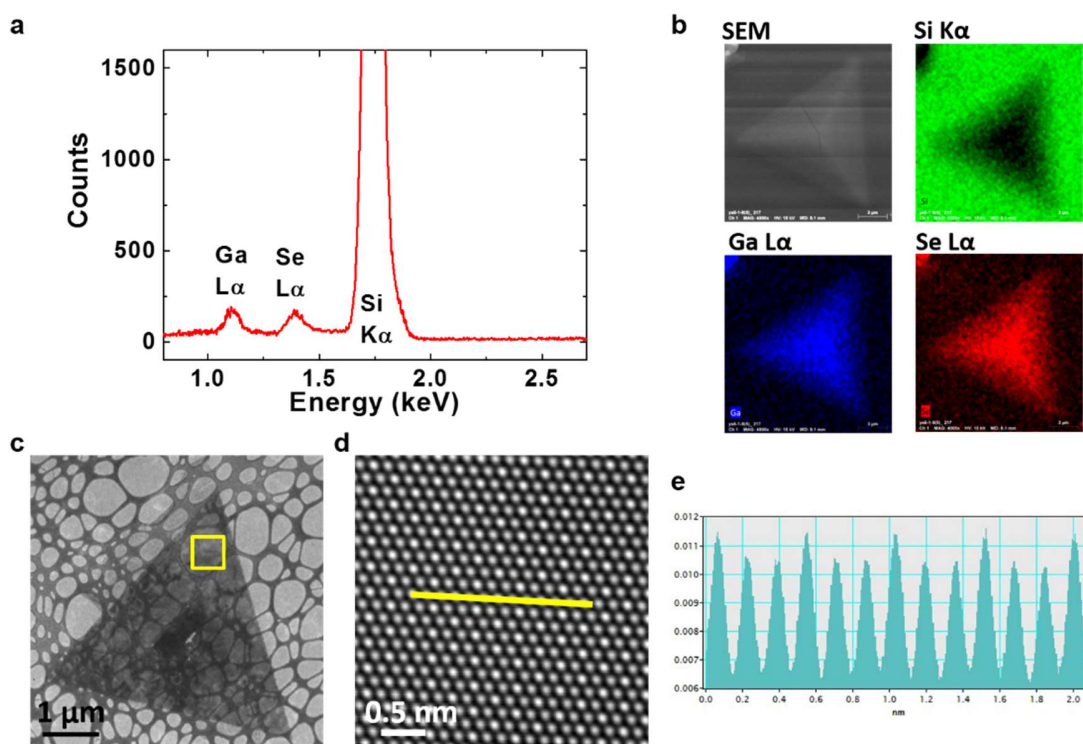 a
1500
1000
500
0
Counts
Ga
Lα
Se
Lα
Si
Kα
1.0 1.5 2.0 2.5
Energy (keV)
b
SEM
Si Kα
Ga Lα
Se Lα
Si
Ga
c
1 μm
d
0.5 nm
e
0.012
0.011
0.010
0.009
0.008
0.007
0.006
0.0 0.2 0.4 0.6 0.8 1.0 1.2 1.4 1.6 1.8 2.0
nm